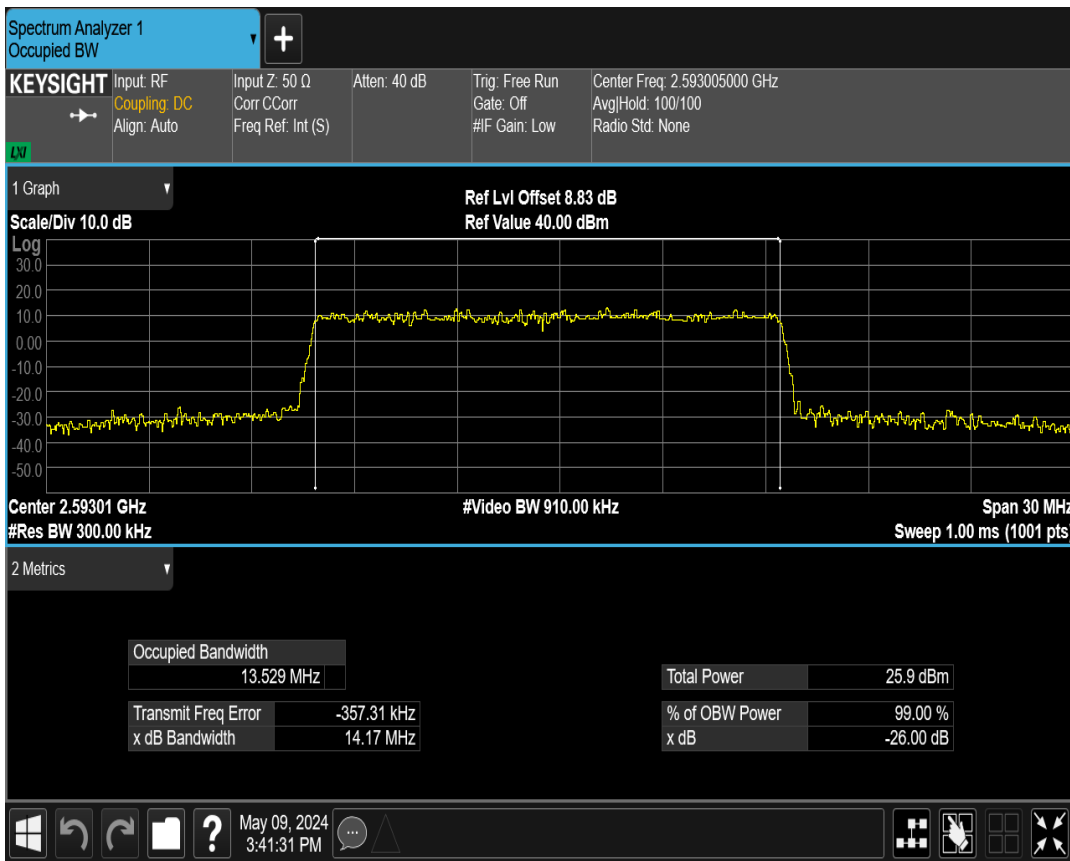 Spectrum Analyzer 1
Occupied BW
+
KEYSIGHT
LXI
Input: RF
Coupling: DC
Align: Auto
Input Z: 50 Ω
Corr CCorr
Freq Ref: Int (S)
Atten: 40 dB
Trig: Free Run
Gate: Off
#IF Gain: Low
Center Freq: 2.593005000 GHz
Avg|Hold: 100/100
Radio Std: None
1 Graph
Scale/Div 10.0 dB
Ref Lvl Offset 8.83 dB
Ref Value 40.00 dBm
Log
30.0
20.0
10.0
0.00
-10.0
-20.0
-30.0
-40.0
-50.0
Center 2.59301 GHz
#Res BW 300.00 kHz
#Video BW 910.00 kHz
Span 30 MHz
Sweep 1.00 ms (1001 pts)
2 Metrics
Occupied Bandwidth
13.529 MHz
Transmit Freq Error -357.31 kHz
x dB Bandwidth 14.17 MHz
Total Power 25.9 dBm
% of OBW Power 99.00 %
x dB -26.00 dB
?
May 09, 2024
3:41:31 PM